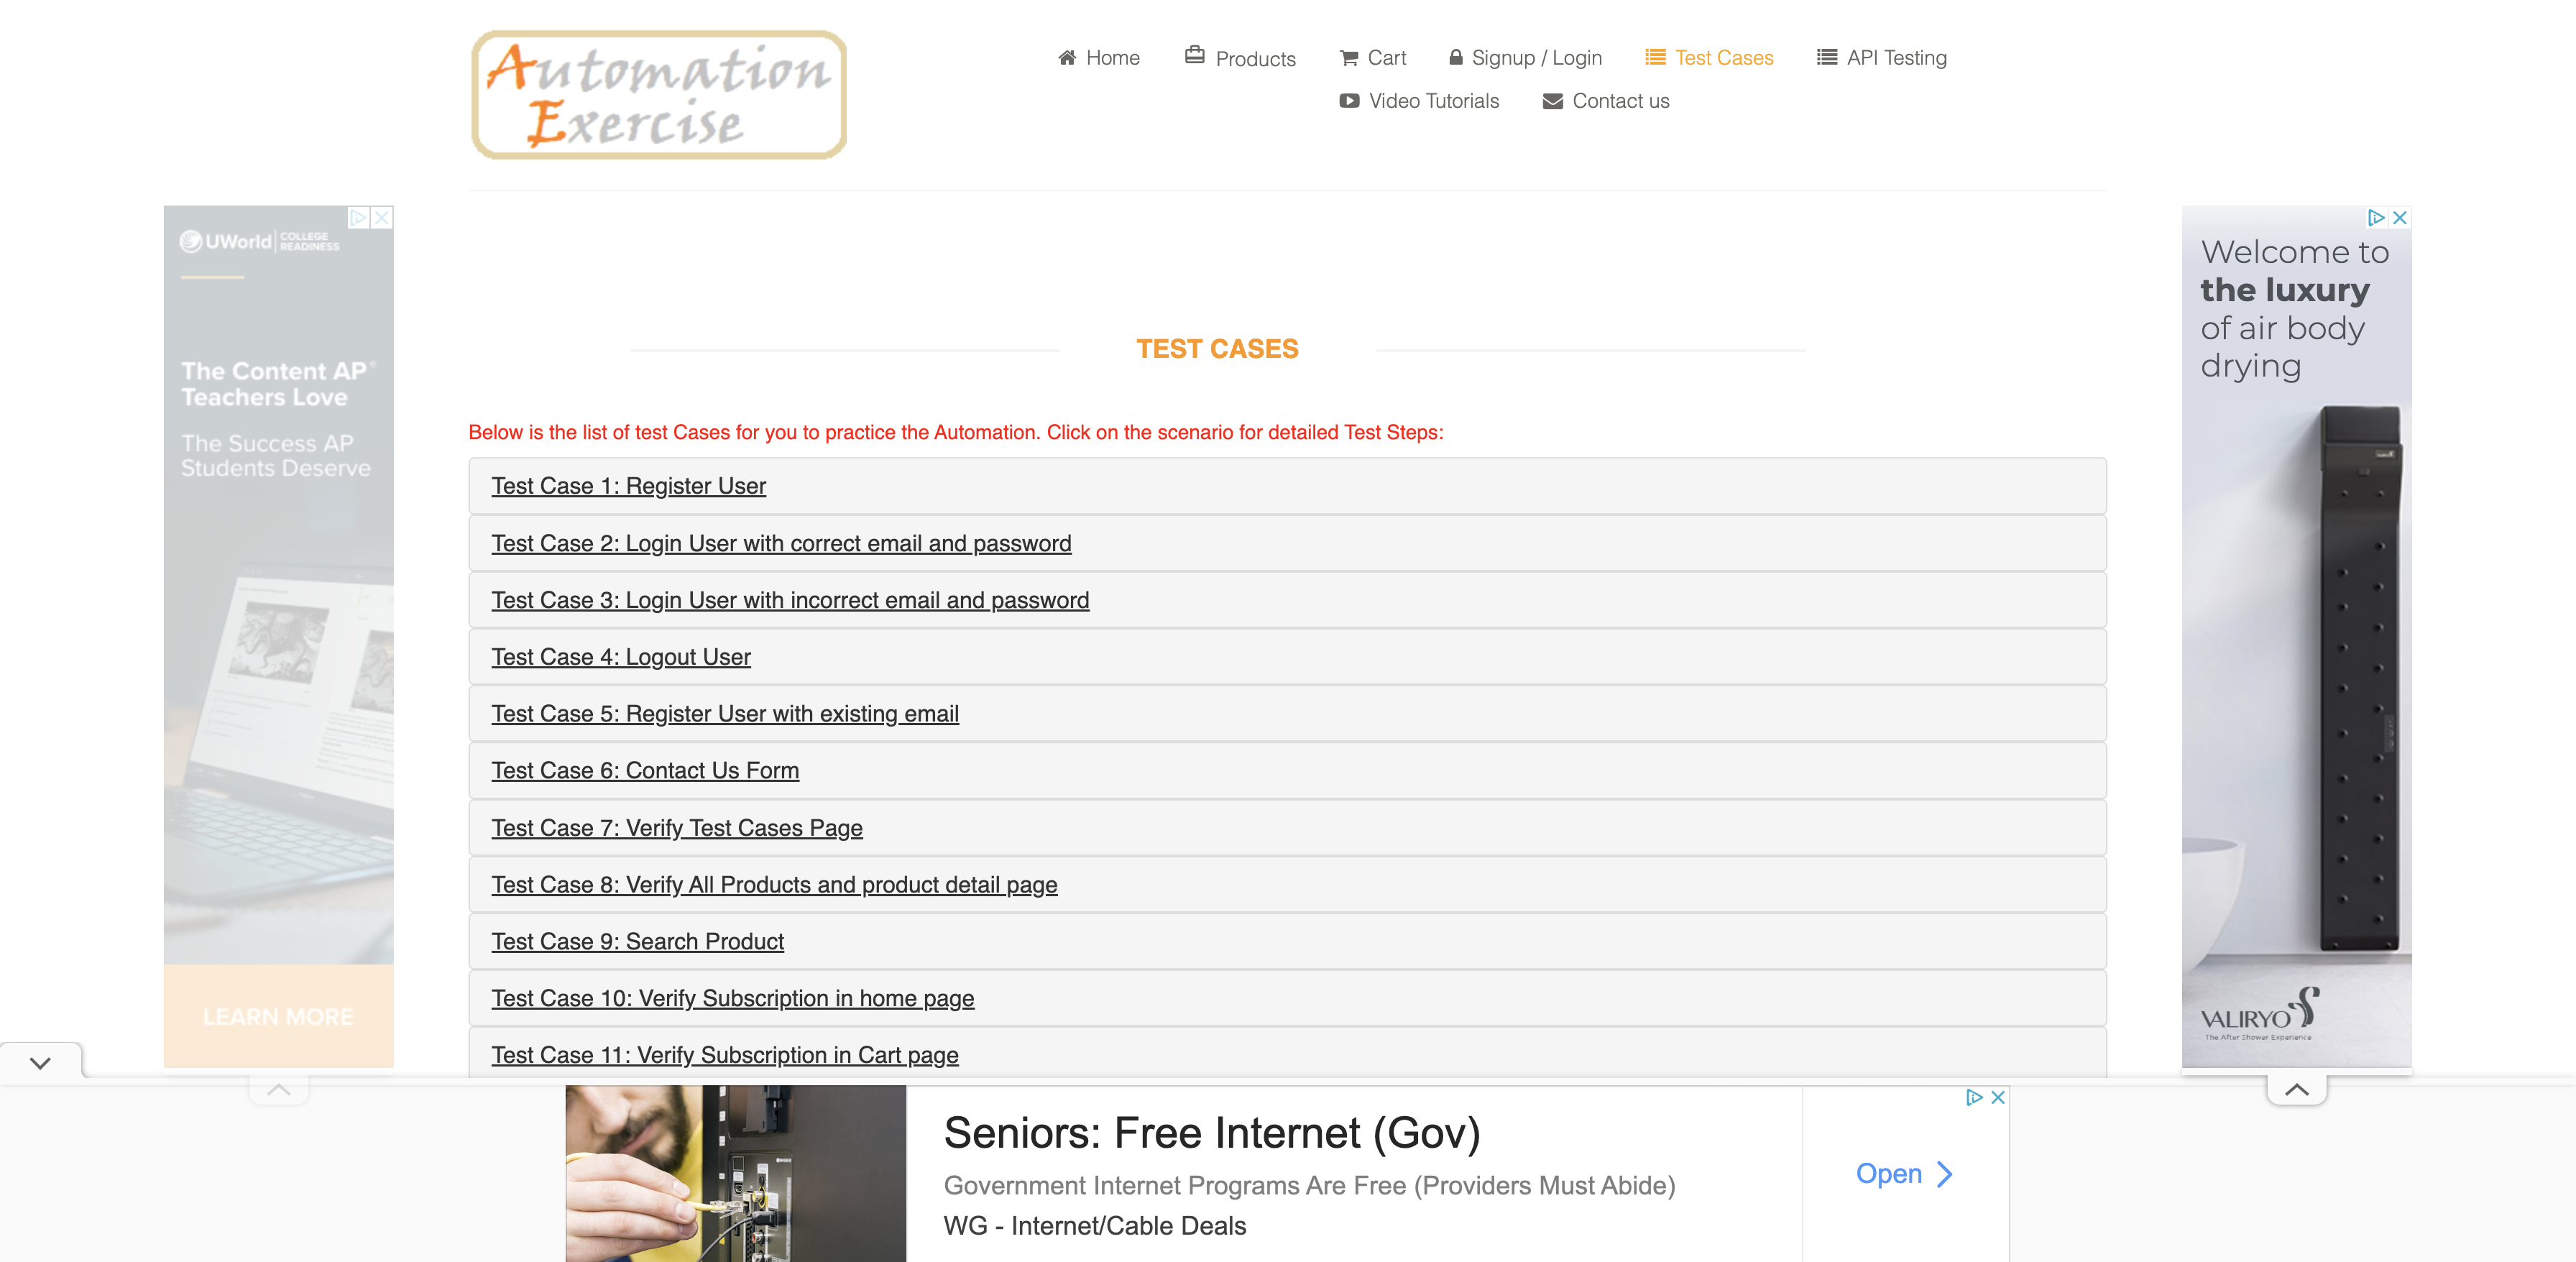 Automation
Exercise
Home
Products
Cart
Signup / Login
Test Cases
API Testing
Video Tutorials
Contact us
UWorld COLLEGE READINESS
The Content AP®
Teachers Love
The Success AP
Students Deserve
LEARN MORE
TEST CASES
Below is the list of test Cases for you to practice the Automation. Click on the scenario for detailed Test Steps:
Test Case 1: Register User
Test Case 2: Login User with correct email and password
Test Case 3: Login User with incorrect email and password
Test Case 4: Logout User
Test Case 5: Register User with existing email
Test Case 6: Contact Us Form
Test Case 7: Verify Test Cases Page
Test Case 8: Verify All Products and product detail page
Test Case 9: Search Product
Test Case 10: Verify Subscription in home page
Test Case 11: Verify Subscription in Cart page
Welcome to
the luxury
of air body
drying
VALIRYO
The After Shower Experience
Seniors: Free Internet (Gov)
Government Internet Programs Are Free (Providers Must Abide)
WG - Internet/Cable Deals
Open